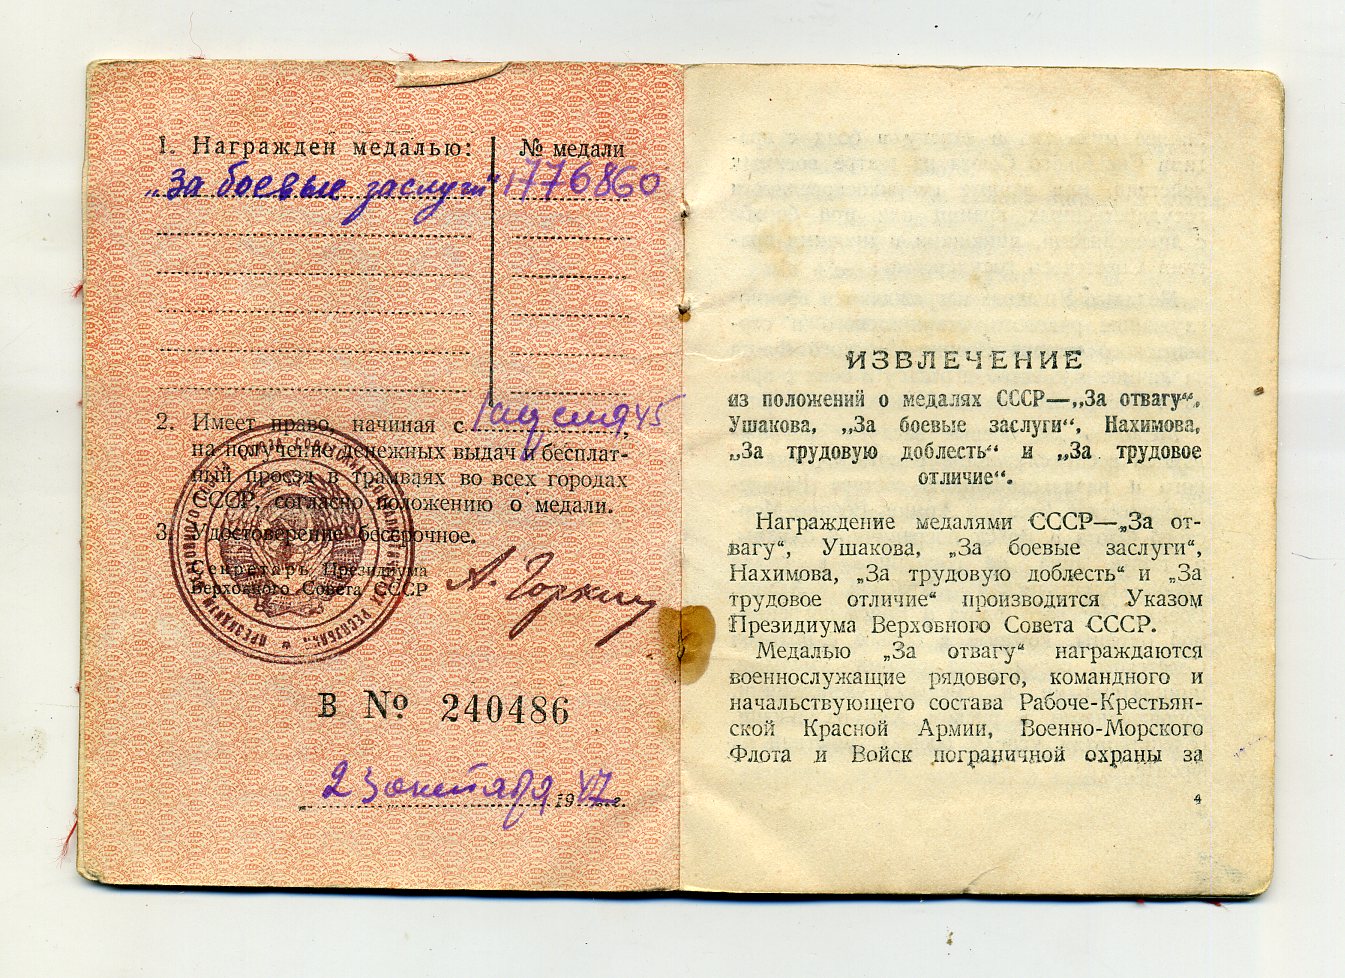 1. Награжден медалью:
„За боевые заслуги“
№ медали
1776860
2. Имеет право, начиная с 1 апреля 45,
на получение денежных выдач и бесплат-
ный проезд в трамваях во всех городах
СССР, согласно положению о медали.
3. Удостоверение бессрочное.
Секретарь Президиума
Верховного Совета СССР
А. Горкин
В № 240486
23 октября 1947 г.
ИЗВЛЕЧЕНИЕ
из положений о медалях СССР—„За отвагу“,
Ушакова, „За боевые заслуги“, Нахимова,
„За трудовую доблесть“ и „За трудовое
отличие“.
Награждение медалями СССР—„За от-
вагу“, Ушакова, „За боевые заслуги“,
Нахимова, „За трудовую доблесть“ и „За
трудовое отличие“ производится Указом
Президиума Верховного Совета СССР.
Медалью „За отвагу“ награждаются
военнослужащие рядового, командного и
начальствующего состава Рабоче-Крестьян-
ской Красной Армии, Военно-Морского
Флота и Войск пограничной охраны за
4